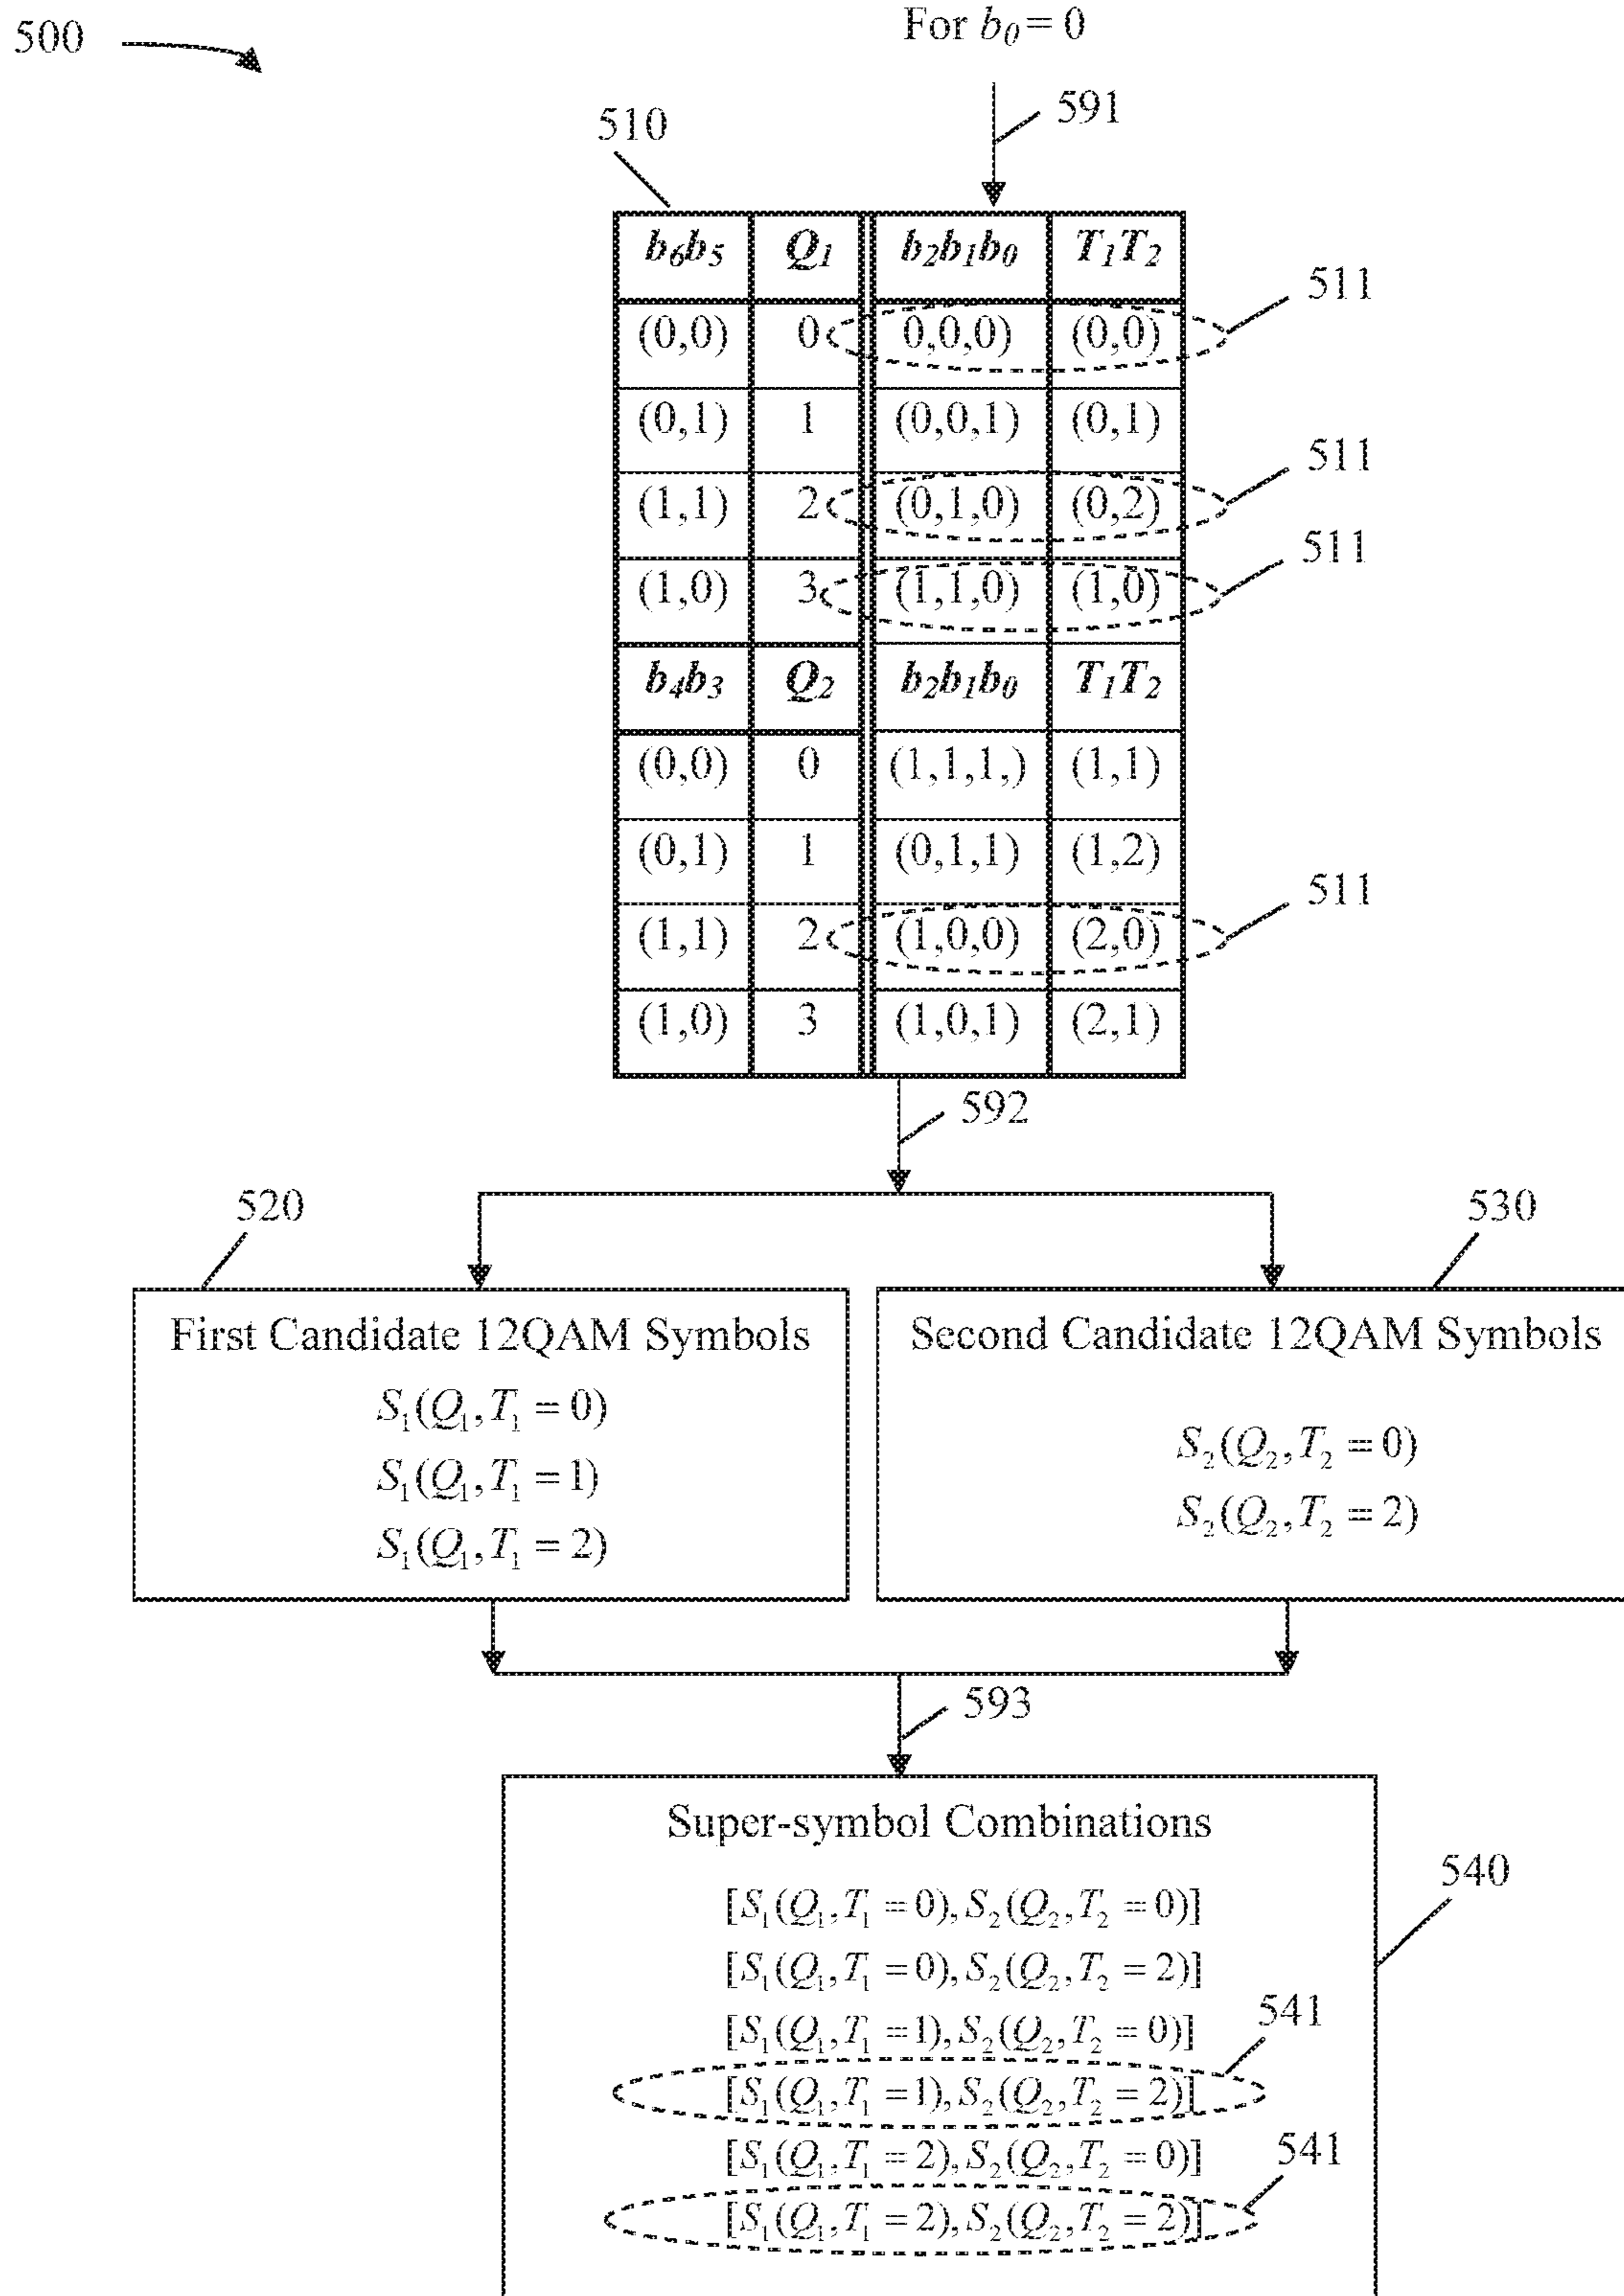 500
For b₀ = 0
591
510
b₆b₅ Q₁ b₂b₁b₀ T₁T₂
511
(0,0) 0 0,0,0) (0,0)
(0,1) 1 (0,0,1) (0,1)
511
(1,1) 2 (0,1,0) (0,2)
511
(1,0) 3 (1,1,0) (1,0)
b₄b₃ Q₂ b₂b₁b₀ T₁T₂
(0,0) 0 (1,1,1,) (1,1)
(0,1) 1 (0,1,1) (1,2)
511
(1,1) 2 (1,0,0) (2,0)
(1,0) 3 (1,0,1) (2,1)
592
520
530
First Candidate 12QAM Symbols
S₁(Q₁,T₁ = 0)
S₁(Q₁,T₁ = 1)
S₁(Q₁,T₁ = 2)
Second Candidate 12QAM Symbols
S₂(Q₂,T₂ = 0)
S₂(Q₂,T₂ = 2)
593
Super-symbol Combinations
540
[S₁(Q₁,T₁ = 0),S₂(Q₂,T₂ = 0)]
[S₁(Q₁,T₁ = 0),S₂(Q₂,T₂ = 2)]
[S₁(Q₁,T₁ = 1),S₂(Q₂,T₂ = 0)]
541
[S₁(Q₁,T₁ = 1),S₂(Q₂,T₂ = 2)]
[S₁(Q₁,T₁ = 2),S₂(Q₂,T₂ = 0)]
541
[S₁(Q₁,T₁ = 2),S₂(Q₂,T₂ = 2)]